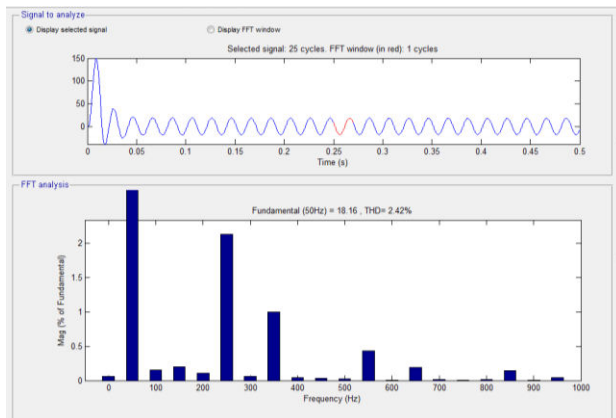 Signal to analyze
Display selected signal Display FFT window
Selected signal: 25 cycles. FFT window (in red): 1 cycles
150
100
50
0
0 0.05 0.1 0.15 0.2 0.25 0.3 0.35 0.4 0.45 0.5
Time (s)
FFT analysis
Fundamental (50Hz) = 18.16 , THD= 2.42%
Mag (% of Fundamental)
2
1.5
1
0.5
0
0 100 200 300 400 500 600 700 800 900 1000
Frequency (Hz)